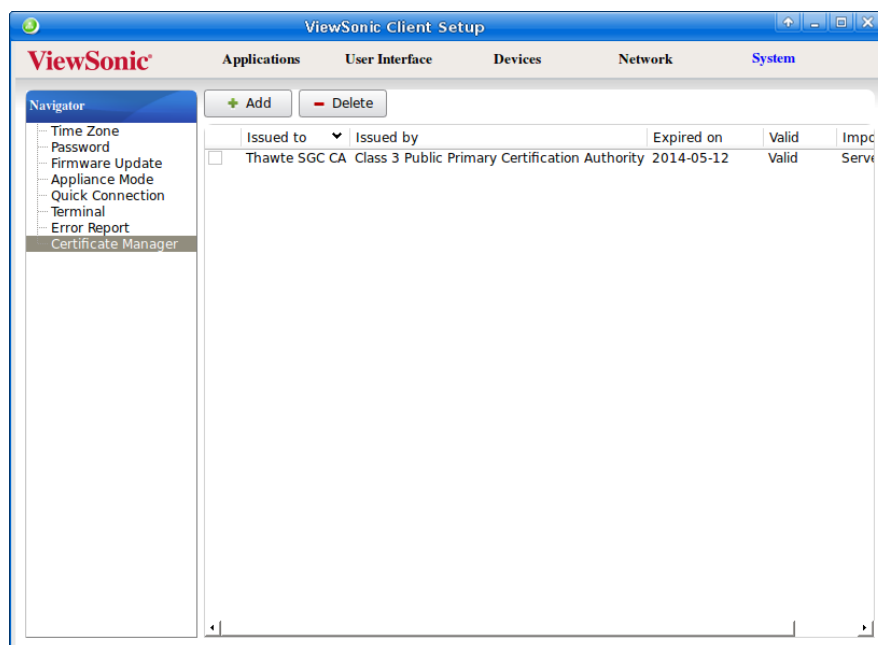 ViewSonic Client Setup
ViewSonic®
Applications User Interface Devices Network System
Navigator
Time Zone
Password
Firmware Update
Appliance Mode
Quick Connection
Terminal
Error Report
Certificate Manager
Add Delete
Issued to Issued by Expired on Valid Impo
Thawte SGC CA Class 3 Public Primary Certification Authority 2014-05-12 Valid Serve